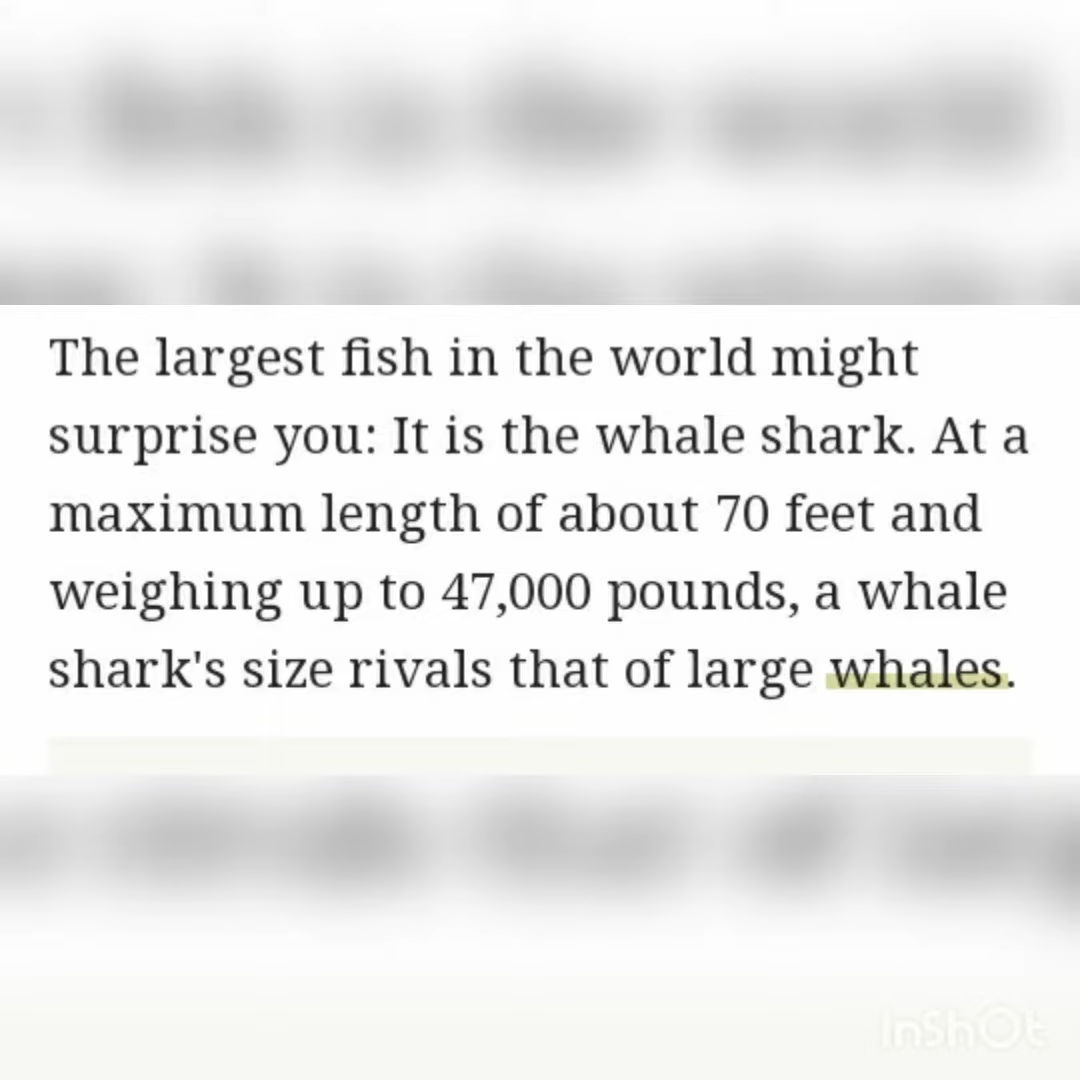 The largest fish in the world might
surprise you: It is the whale shark. At a
maximum length of about 70 feet and
weighing up to 47,000 pounds, a whale
shark's size rivals that of large whales.
InShOt